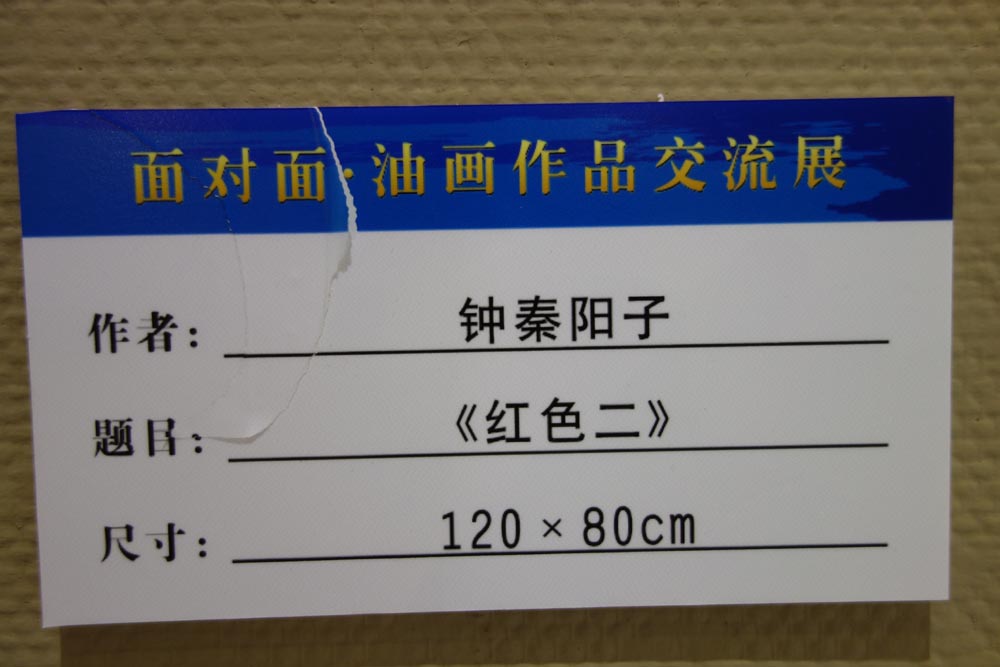 面对面·油画作品交流展
作者：钟秦阳子
题目：《红色二》
尺寸：120×80cm